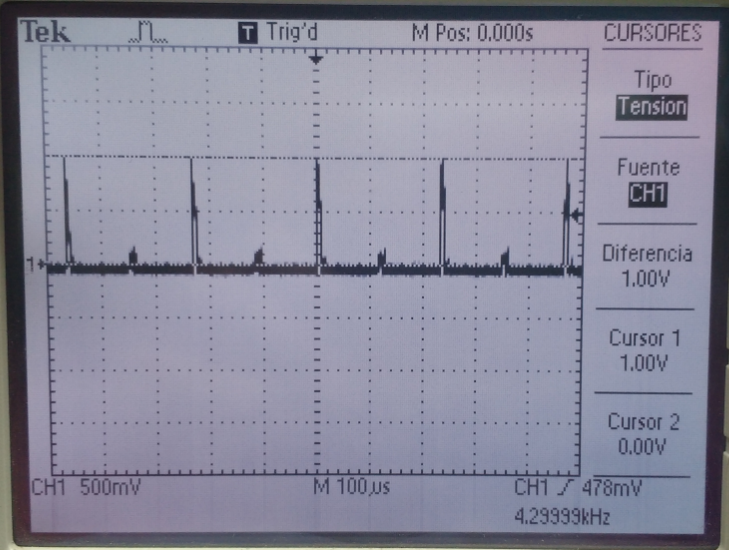 Tek T Trig'd M Pos: 0.000s CURSORES
Tipo
Tension
Fuente
CH1
1
Diferencia
1.00V
Cursor 1
1.00V
Cursor 2
0.00V
CH1 500mV M 100µs CH1 478mV
4.29999kHz